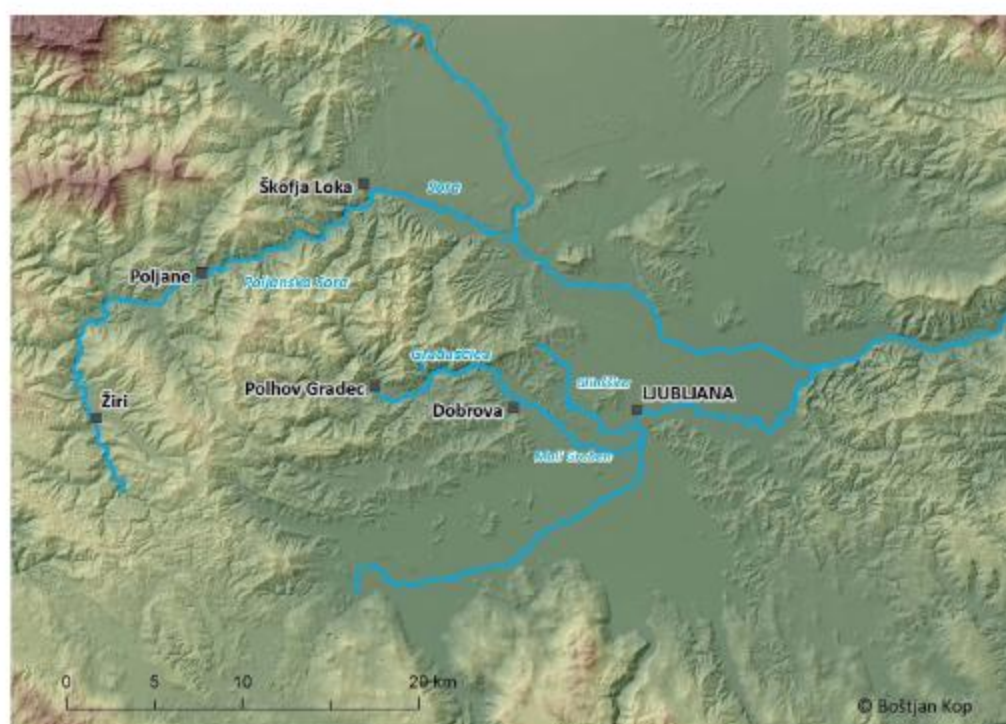 Škofja Loka
Sora
Poljane
Poljanska Sora
Gradaščica
Polhov Gradec
Glinščica
Žiri
Dobrova
LJUBLJANA
Mali Graben
0 5 10 20 km
© Boštjan Kop